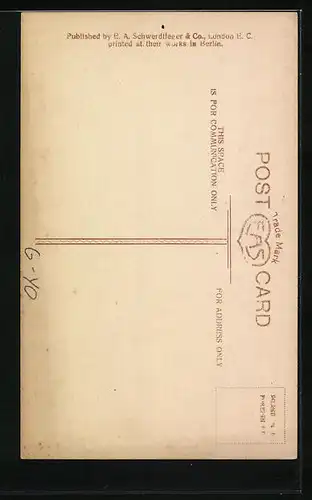 Published by E. A. Schwerdtfeger & Co., London E. C.
printed at their works in Berlin.
POST CARD
Trade Mark
EAS
THIS SPACE
IS FOR COMMUNICATION ONLY
FOR ADDRESS ONLY
G-YO